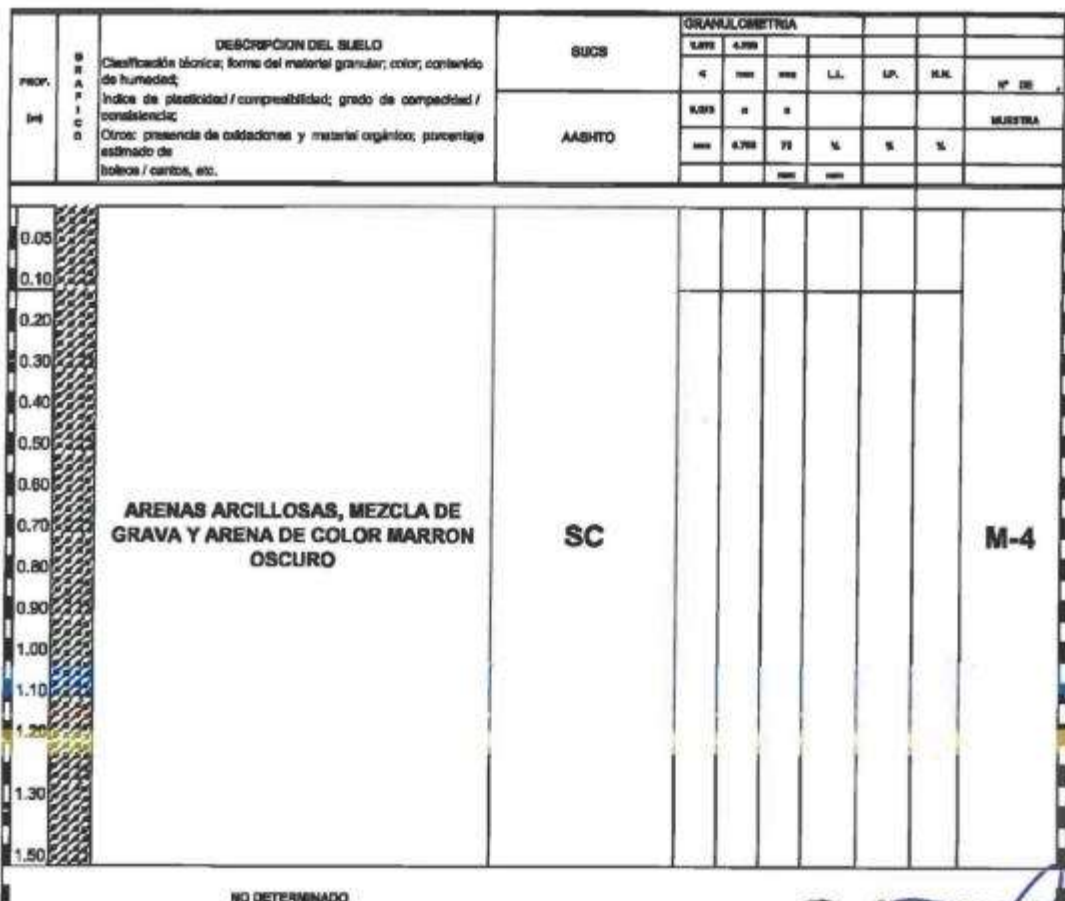 PROF.
(m)
GRAFICO
DESCRIPCION DEL SUELO
Clasificación técnica; forma del material granular; color; contenido
de humedad;
Indice de plasticidad / compresibilidad; grado de compacidad /
consistencia;
Otros: presencia de oxidaciones y material orgánico; porcentaje
estimado de
boleos / cantos, etc.
SUCS
AASHTO
GRANULOMETRIA
L.L. I.P. H.N.
% % %
N° DE
MUESTRA
0.05
0.10
0.20
0.30
0.40
0.50
0.60
0.70
0.80
0.90
1.00
1.10
1.20
1.30
1.50
ARENAS ARCILLOSAS, MEZCLA DE
GRAVA Y ARENA DE COLOR MARRON
OSCURO
SC
M-4
NO DETERMINADO